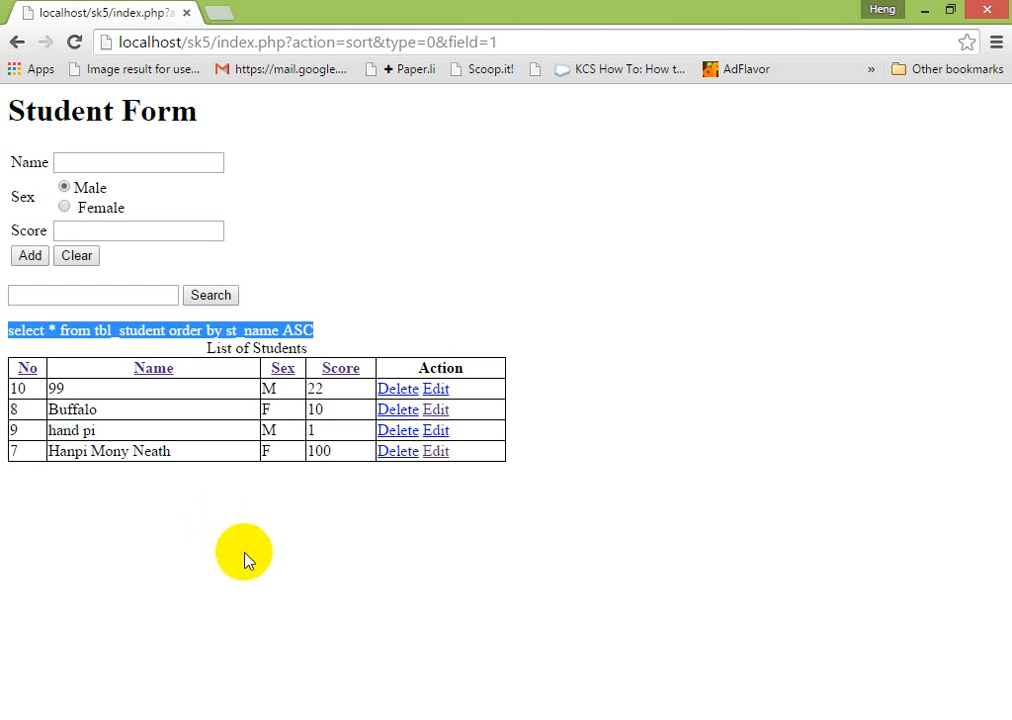 localhost/sk5/index.php?a
Heng
localhost/sk5/index.php?action=sort&type=0&field=1
Apps Image result for use... https://mail.google.... + Paper.li Scoop.it! KCS How To: How t... AdFlavor » Other bookmarks
Student Form
Name
Sex Male
Female
Score
Add Clear
Search
select * from tbl_student order by st_name ASC
List of Students
No Name Sex Score Action
10 99 M 22 Delete Edit
8 Buffalo F 10 Delete Edit
9 hand pi M 1 Delete Edit
7 Hanpi Mony Neath F 100 Delete Edit